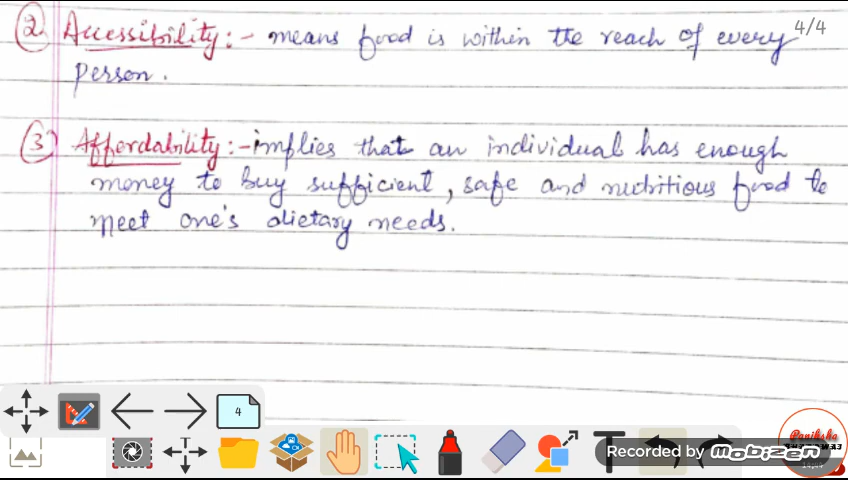 4/4
② Accessibility :- means food is within the reach of every
Person.
③ Affordability :- implies that an individual has enough
money to buy sufficient, safe and nutritious food to
meet one's dietary needs.
4
T
Recorded by mobizen